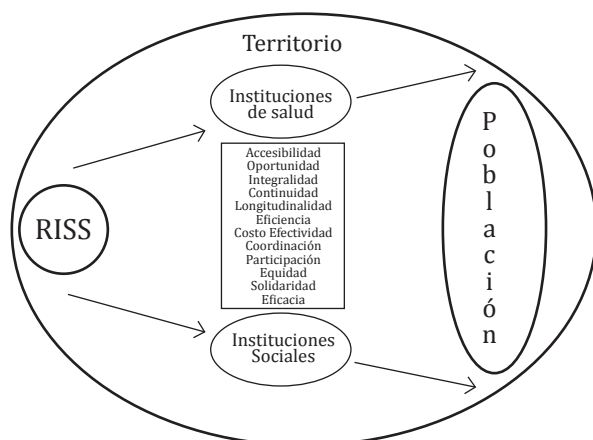 Territorio
Instituciones
de salud
Accesibilidad
Oportunidad
Integralidad
Continuidad
Longitudinalidad
Eficiencia
Costo Efectividad
Coordinación
Participación
Equidad
Solidaridad
Eficacia
RISS
Instituciones
Sociales
Población